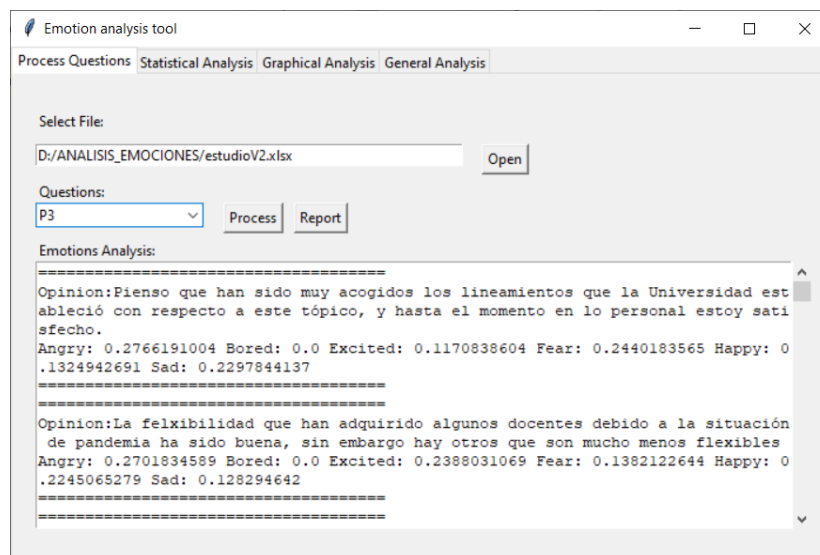 Emotion analysis tool
Process Questions Statistical Analysis Graphical Analysis General Analysis
Select File:
D:/ANALISIS_EMOCIONES/estudioV2.xlsx Open
Questions:
P3 Process Report
Emotions Analysis:
=====================================
Opinion:Pienso que han sido muy acogidos los lineamientos que la Universidad est
ableció con respecto a este tópico, y hasta el momento en lo personal estoy sati
sfecho.
Angry: 0.2766191004 Bored: 0.0 Excited: 0.1170838604 Fear: 0.2440183565 Happy: 0
.1324942691 Sad: 0.2297844137
=====================================
=====================================
Opinion:La felxibilidad que han adquirido algunos docentes debido a la situación
de pandemia ha sido buena, sin embargo hay otros que son mucho menos flexibles
Angry: 0.2701834589 Bored: 0.0 Excited: 0.2388031069 Fear: 0.1382122644 Happy: 0
.2245065279 Sad: 0.128294642
=====================================
=====================================